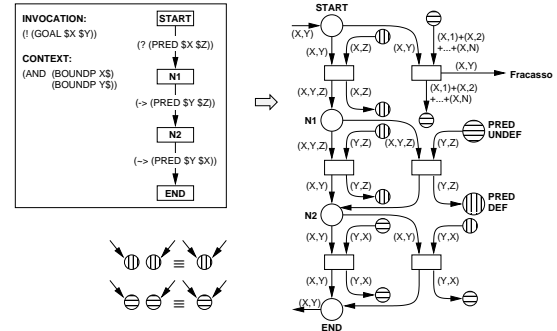 INVOCATION:
(! (GOAL $X $Y))
CONTEXT:
(AND (BOUNDP X$)
(BOUNDP Y$))
START
(? (PRED $X $Z))
N1
(-> (PRED $Y $Z))
N2
(~> (PRED $Y $X))
END
START
(X,Y)
(X,Y)
(X,Z)
(X,Y)
(X,1)+(X,2)
+...+(X,N)
(X,Y)
Fracasso
(X,Y,Z)
(X,Z)
(X,1)+(X,2)
+...+(X,N)
N1
(X,Y,Z)
(Y,Z)
(X,Y,Z)
(Y,Z)
PRED
UNDEF
(X,Y)
(Y,Z)
(Y,Z)
PRED
DEF
N2
(X,Y)
(Y,X)
(X,Y)
(Y,X)
(X,Y)
(Y,X)
(Y,X)
(X,Y)
END
≡
≡